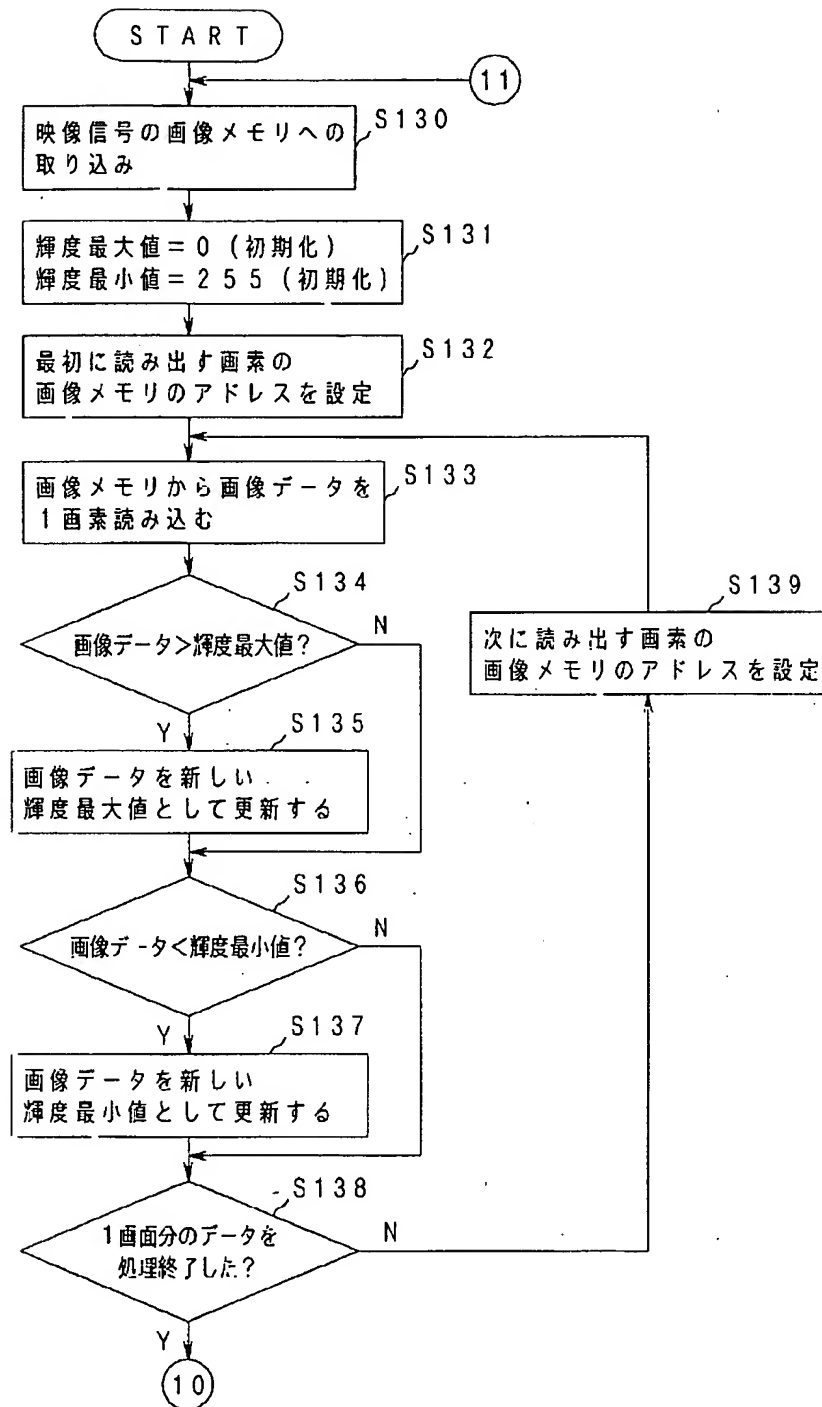 START
11
S130
映像信号の画像メモリへの
取り込み
S131
輝度最大値=0(初期化)
輝度最小値=255(初期化)
S132
最初に読み出す画素の
画像メモリのアドレスを設定
S133
画像メモリから画像データを
1画素読み込む
S134
画像データ>輝度最大値?
N
Y
S139
次に読み出す画素の
画像メモリのアドレスを設定
S135
画像データを新しい
輝度最大値として更新する
S136
画像データ<輝度最小値?
N
Y
S137
画像データを新しい
輝度最小値として更新する
S138
1画面分のデータを
処理終了した?
N
Y
10